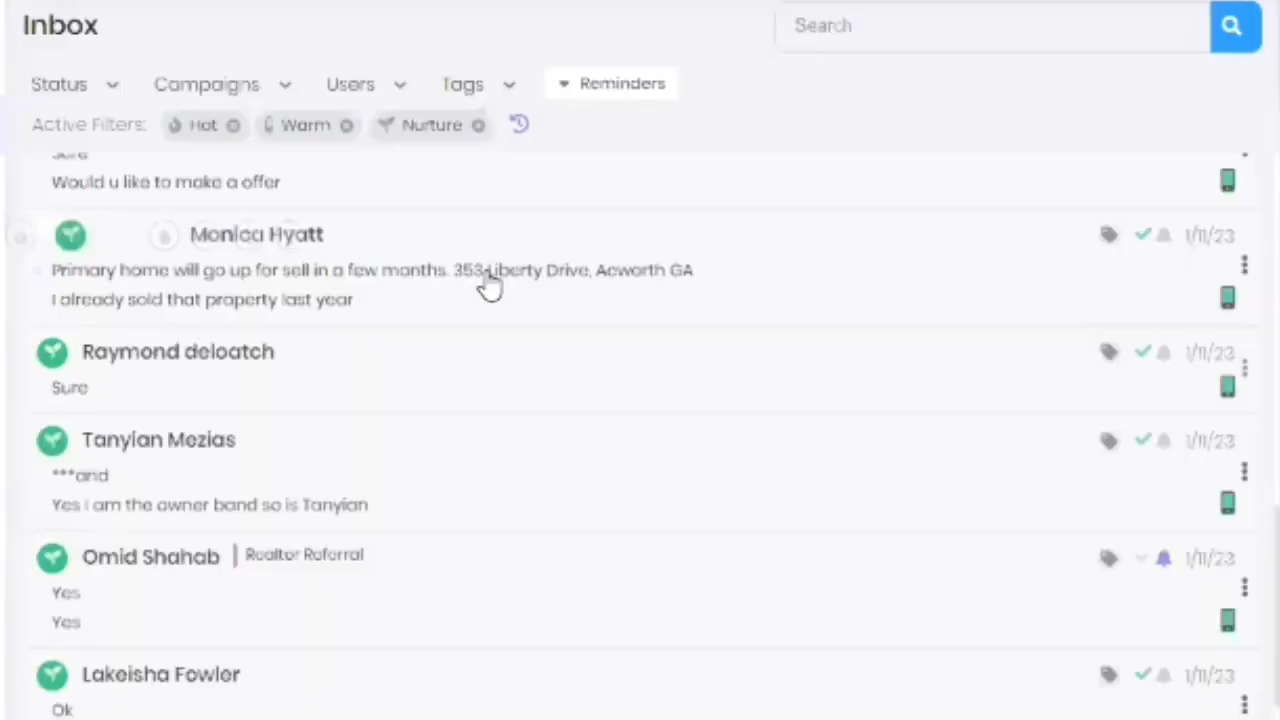 Inbox
Search
Status
Campaigns
Users
Tags
Reminders
Active Filters:
Hot
Warm
Nurture
Sure
Would u like to make a offer
Monica Hyatt
1/11/23
Primary home will go up for sell in a few months. 353 Liberty Drive, Acworth GA
I already sold that property last year
Raymond deloatch
1/11/23
Sure
Tanyian Mezias
1/11/23
***and
Yes I am the owner band so is Tanyian
Omid Shahab
Realtor Referral
1/11/23
Yes
Yes
Lakeisha Fowler
1/11/23
Ok